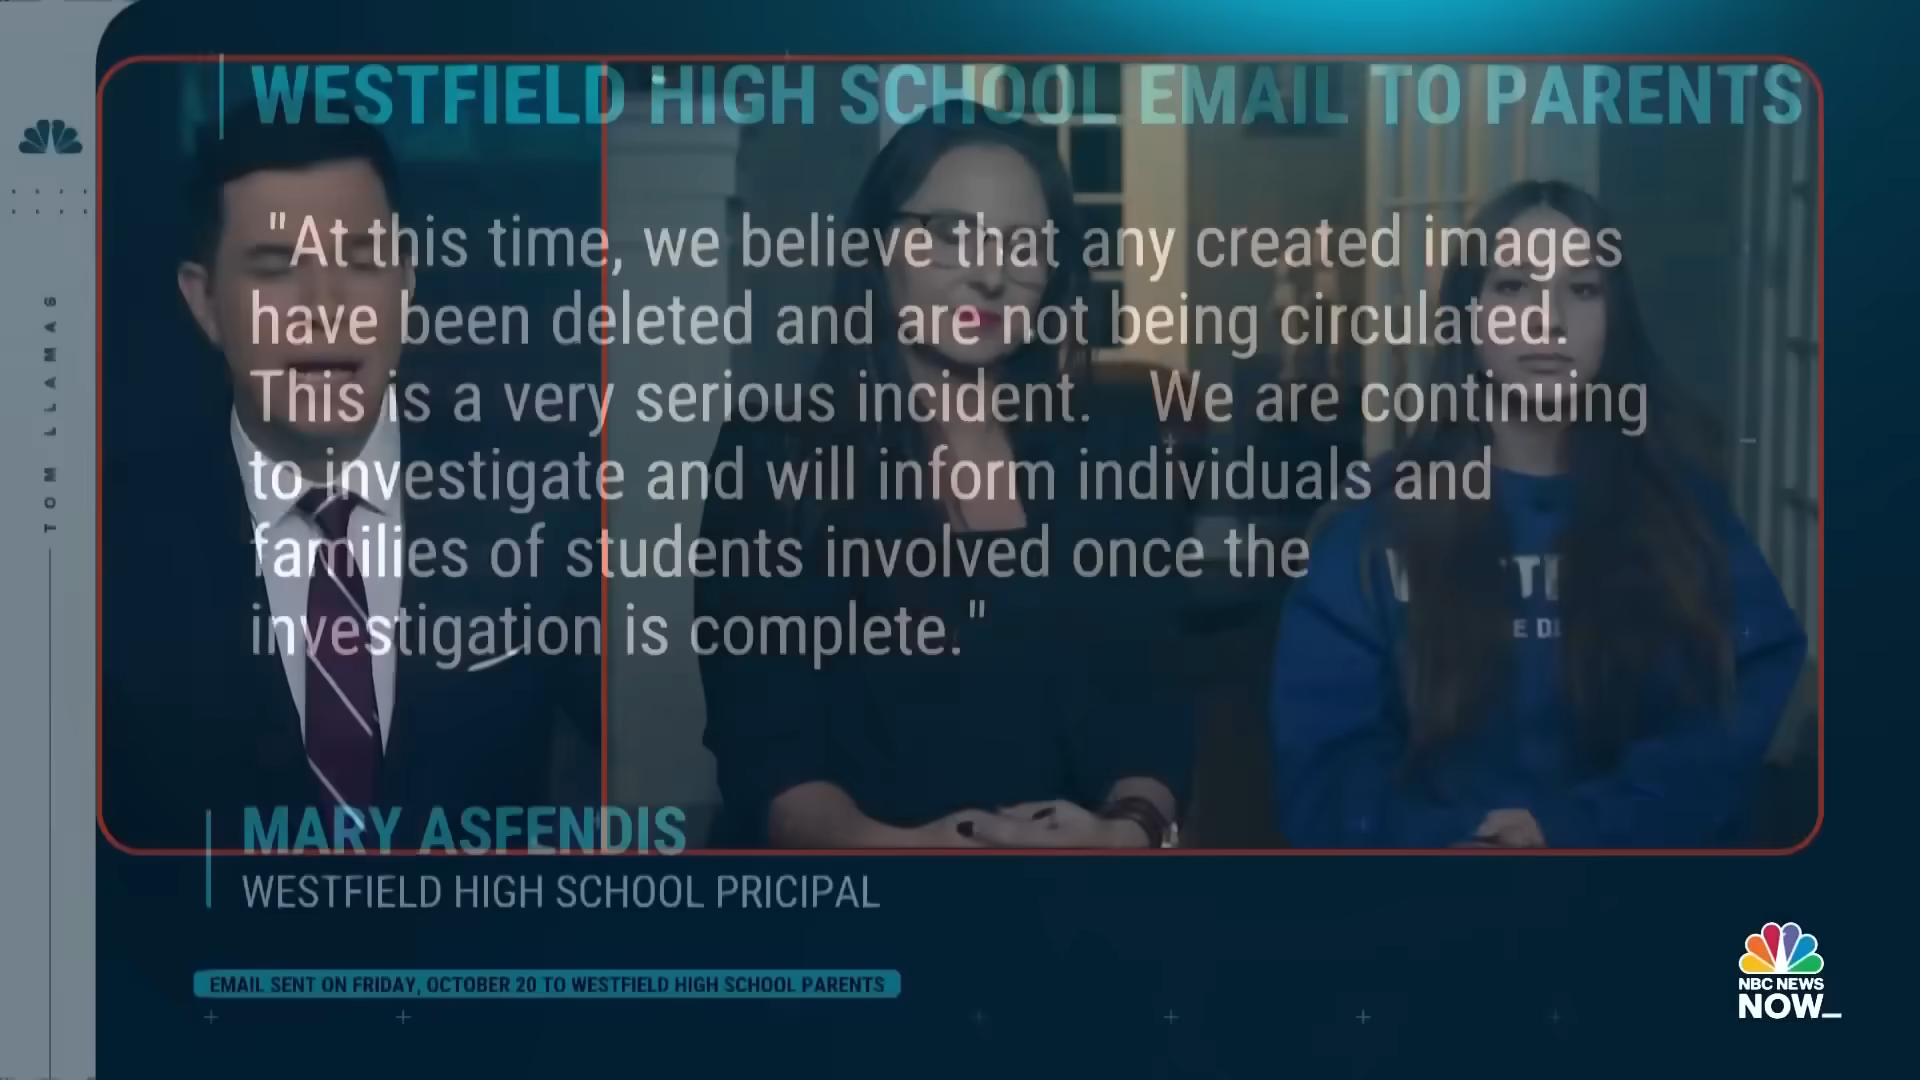 WESTFIELD HIGH SCHOOL EMAIL TO PARENTS
"At this time, we believe that any created images
have been deleted and are not being circulated.
This is a very serious incident. We are continuing
to investigate and will inform individuals and
families of students involved once the
investigation is complete."
MARY ASFENDIS
WESTFIELD HIGH SCHOOL PRICIPAL
EMAIL SENT ON FRIDAY, OCTOBER 20 TO WESTFIELD HIGH SCHOOL PARENTS
TOM LLAMAS
NBC NEWS
NOW_